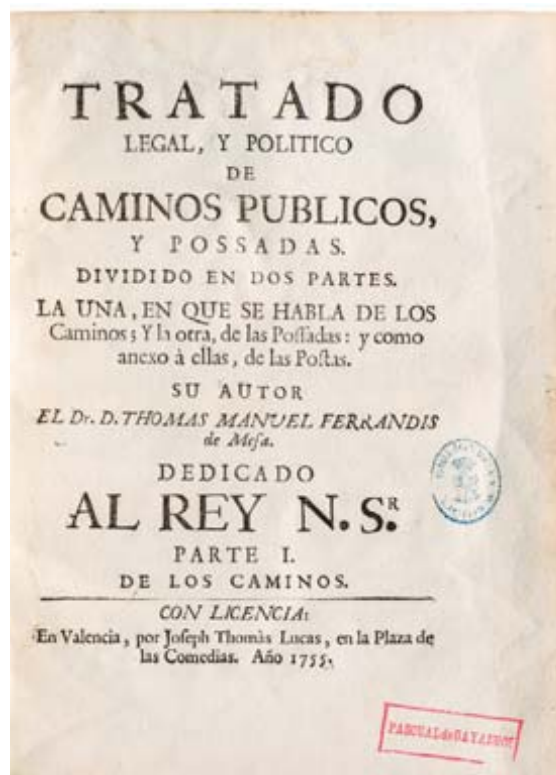 TRATADO
LEGAL, Y POLITICO
DE
CAMINOS PUBLICOS,
Y POSSADAS.
DIVIDIDO EN DOS PARTES.
LA UNA, EN QUE SE HABLA DE LOS
Caminos; Y la otra, de las Poſſadas: y como
anexo à ellas, de las Poſtas.
SU AUTOR
EL Dr. D. THOMAS MANUEL FERRANDIS
de Meſa.
DEDICADO
AL REY N. S.R
PARTE I.
DE LOS CAMINOS.
CON LICENCIA:
En Valencia, por Joſeph Thomàs Lucas, en la Plaza de
las Comedias. Año 1755.
PASCUAL de GAYANGOS